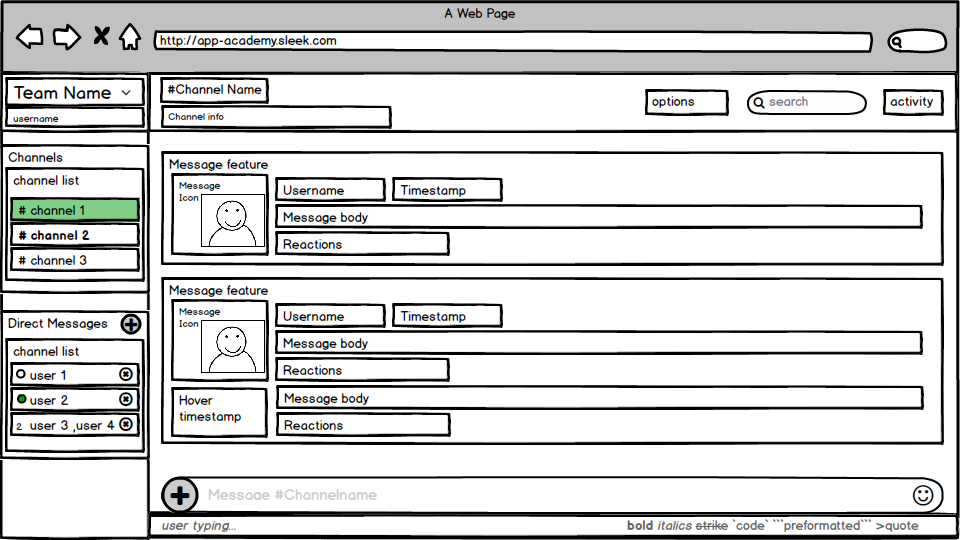 A Web Page
http://app-academy.sleek.com
Team Name
username
#Channel Name
Channel info
options
search
activity
Channels
channel list
# channel 1
# channel 2
# channel 3
Direct Messages
channel list
user 1
user 2
2 user 3 ,user 4
Message feature
Message
Icon
Username
Timestamp
Message body
Reactions
Message feature
Message
Icon
Username
Timestamp
Message body
Reactions
Hover
timestamp
Message body
Reactions
Message #Channelname
user typing...
bold italics strike `code` ```preformatted``` >quote